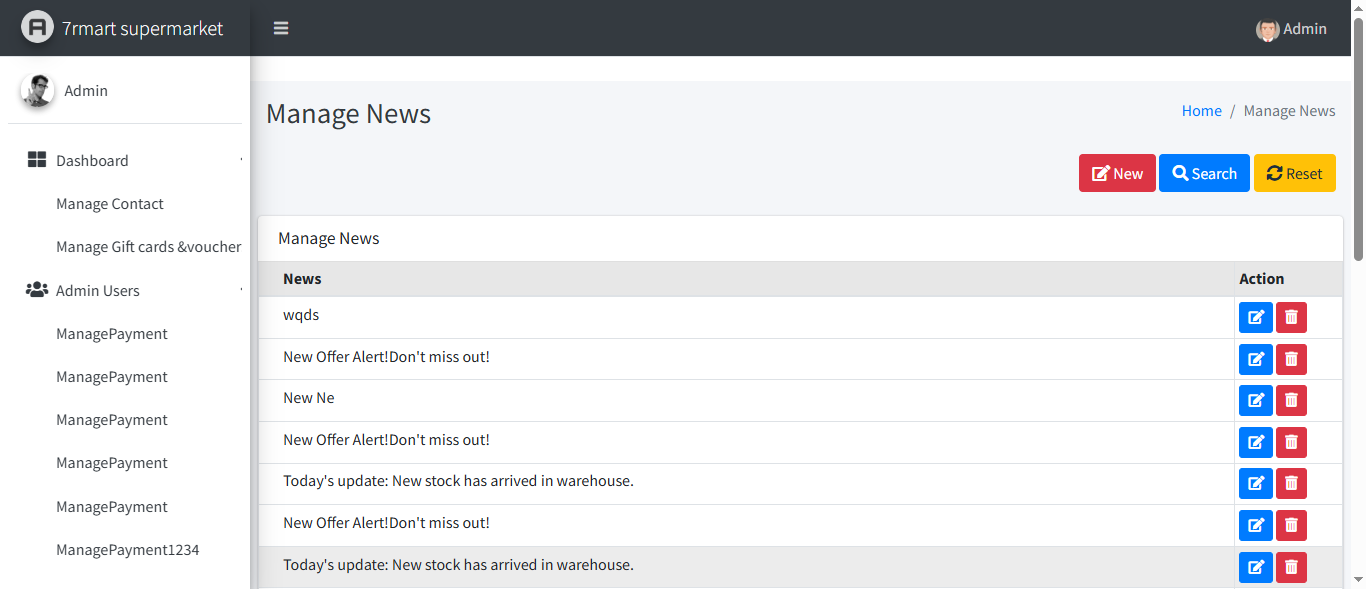 7rmart supermarket
Admin
Admin
Dashboard
Manage Contact
Manage Gift cards &voucher
Admin Users
ManagePayment
ManagePayment
ManagePayment
ManagePayment
ManagePayment
ManagePayment1234
Manage News
Home / Manage News
New Search Reset
Manage News
News Action
wqds
New Offer Alert!Don't miss out!
New Ne
New Offer Alert!Don't miss out!
Today's update: New stock has arrived in warehouse.
New Offer Alert!Don't miss out!
Today's update: New stock has arrived in warehouse.